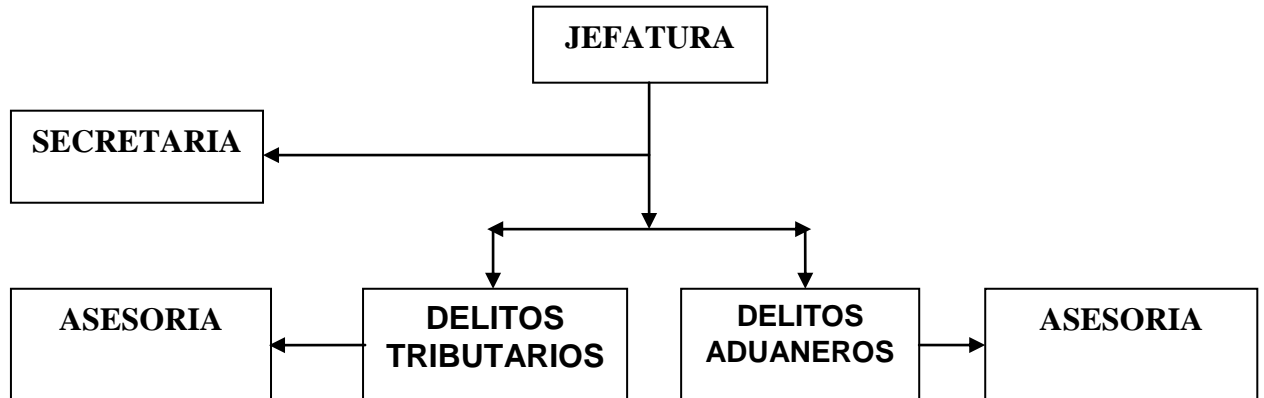 JEFATURA
SECRETARIA
ASESORIA
DELITOS
TRIBUTARIOS
DELITOS
ADUANEROS
ASESORIA